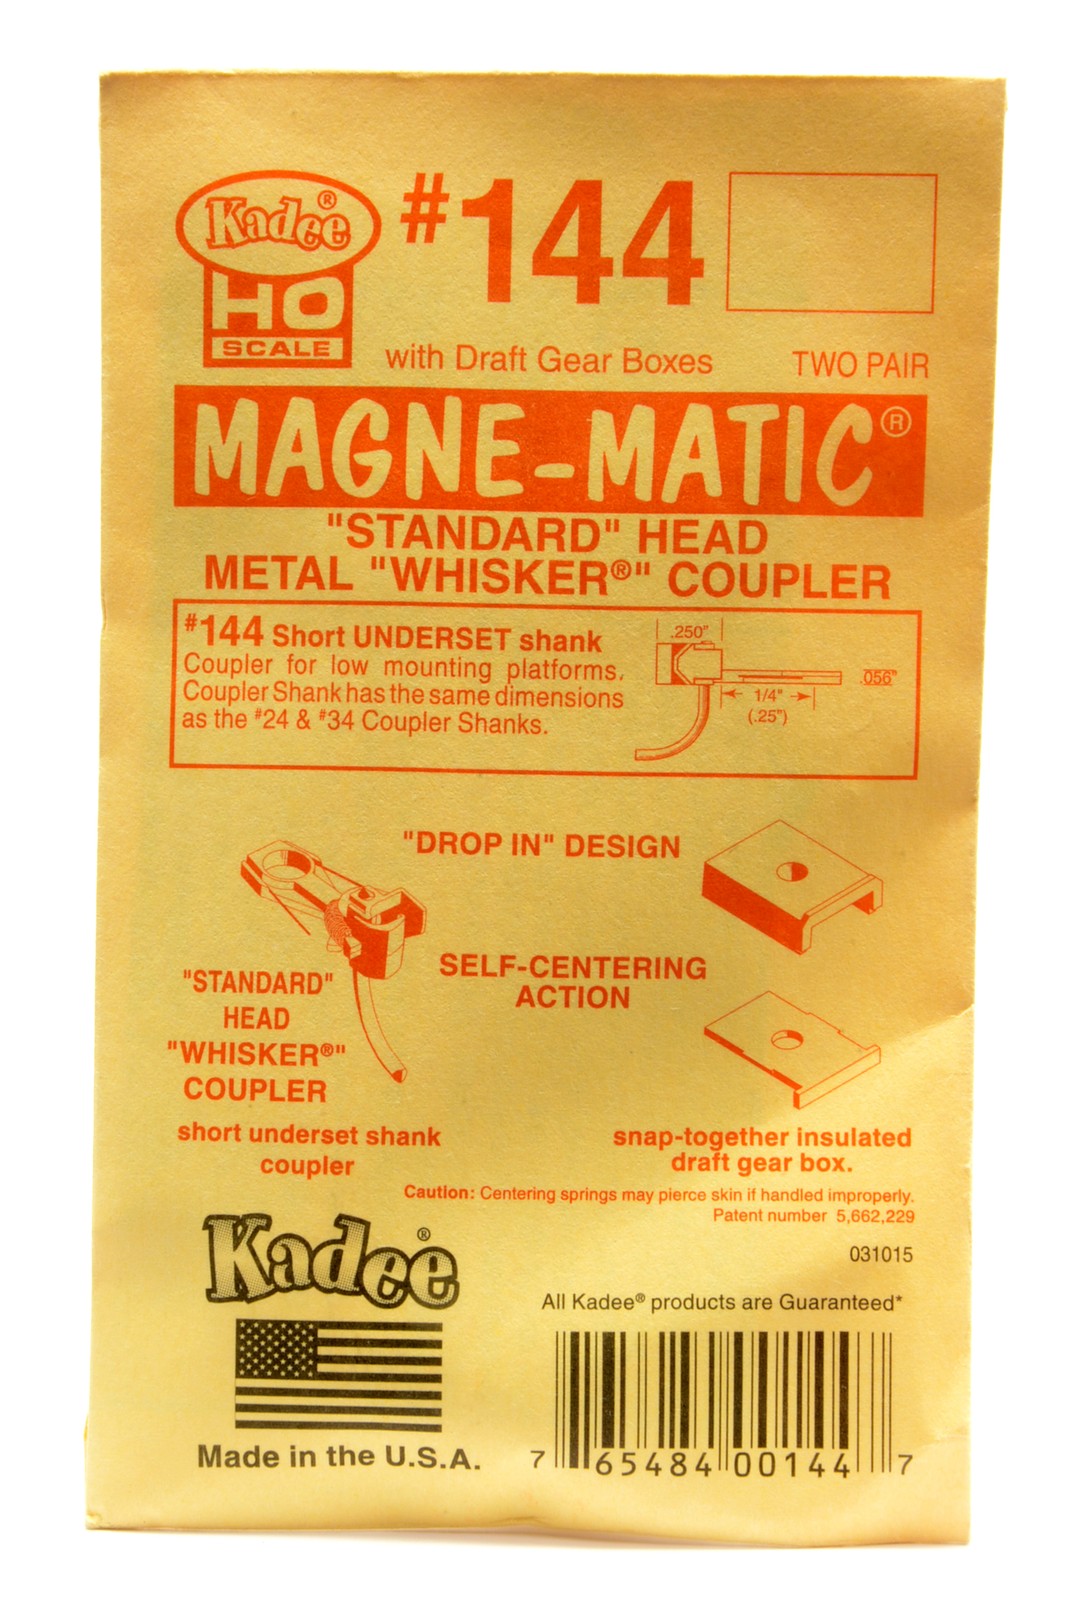 Kadee®
HO
SCALE
#144
with Draft Gear Boxes
TWO PAIR
MAGNE-MATIC®
"STANDARD" HEAD
METAL "WHISKER®" COUPLER
#144 Short UNDERSET shank
Coupler for low mounting platforms.
Coupler Shank has the same dimensions
as the #24 & #34 Coupler Shanks.
.250"
.056"
1/4"
(.25")
"DROP IN" DESIGN
SELF-CENTERING
ACTION
"STANDARD"
HEAD
"WHISKER®"
COUPLER
short underset shank
coupler
snap-together insulated
draft gear box.
Caution: Centering springs may pierce skin if handled improperly.
Patent number 5,662,229
031015
Kadee®
All Kadee® products are Guaranteed*
Made in the U.S.A.
7 65484 00144 7